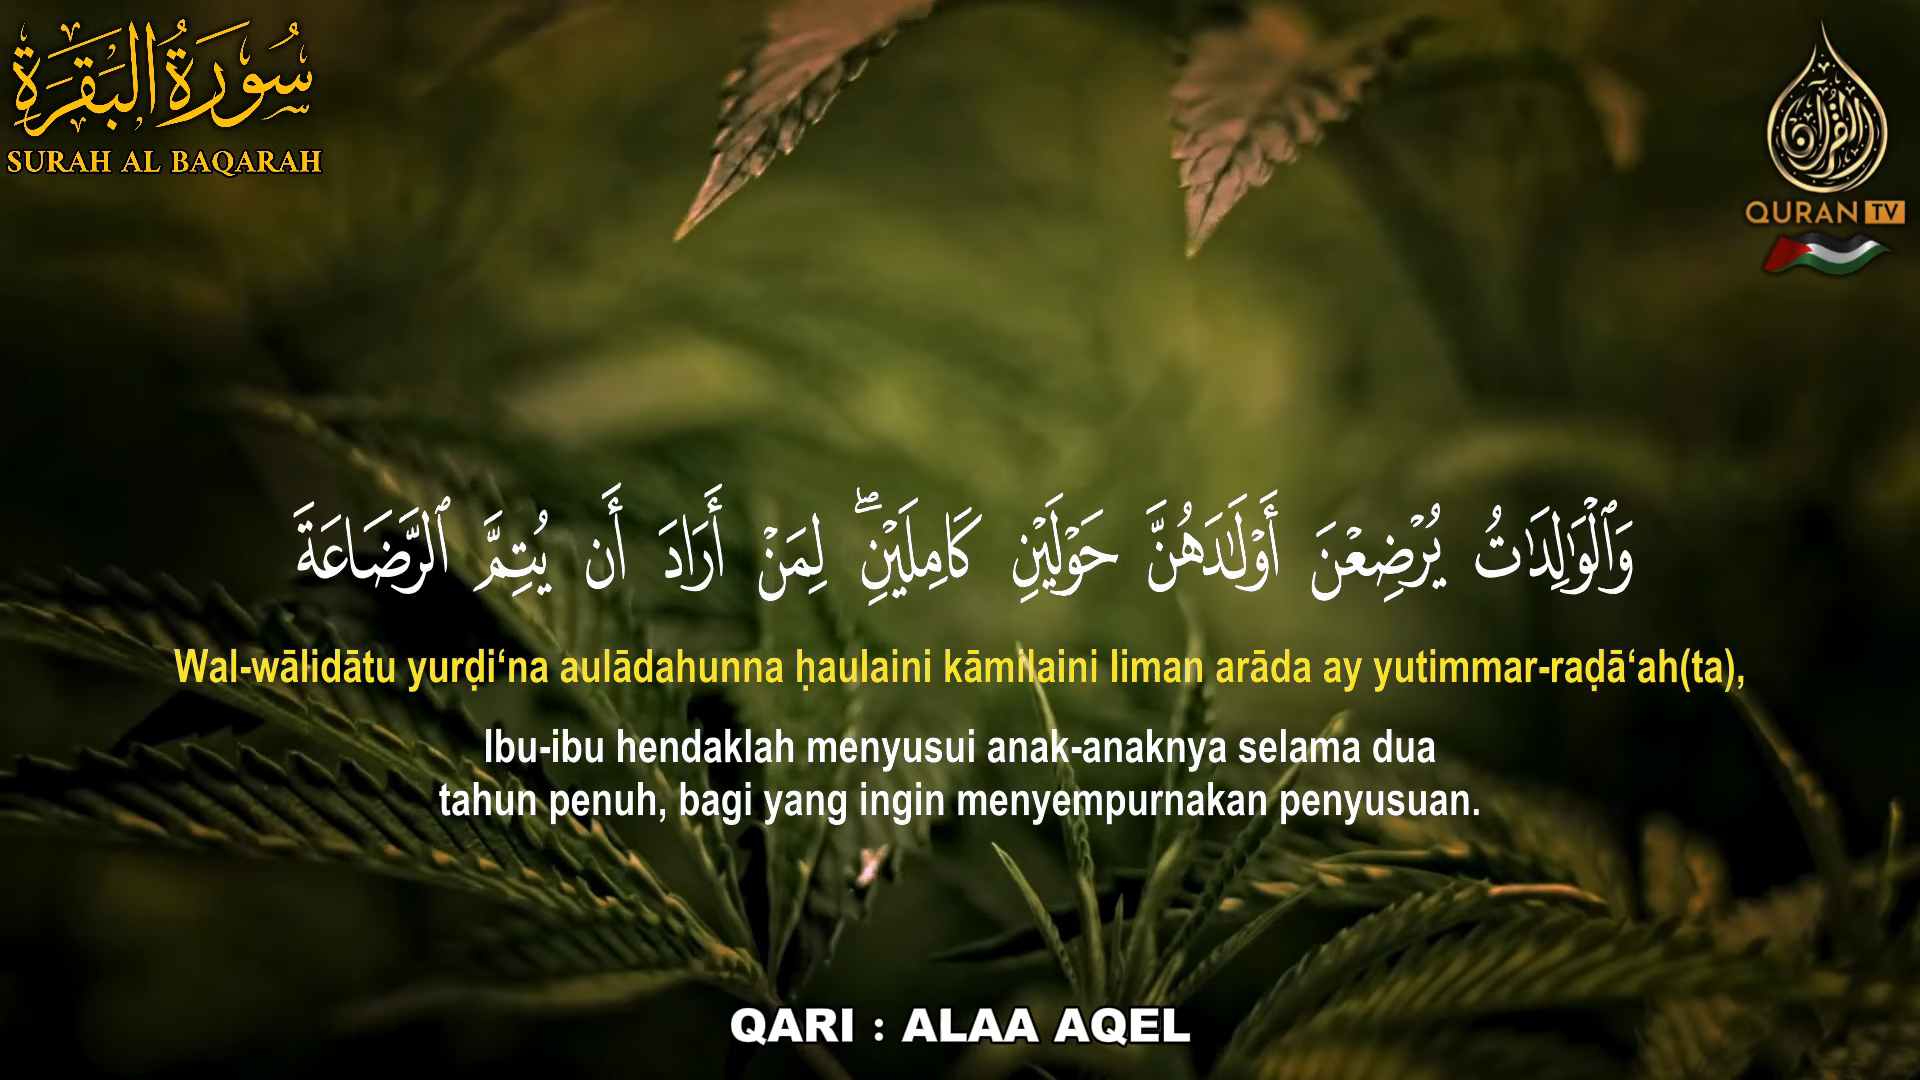 سُورَةُ الْبَقَرَةِ
SURAH AL BAQARAH
القرآن
QURAN TV
وَٱلْوَٰلِدَٰتُ يُرْضِعْنَ أَوْلَٰدَهُنَّ حَوْلَيْنِ كَامِلَيْنِ ۖ لِمَنْ أَرَادَ أَن يُتِمَّ ٱلرَّضَاعَةَ
Wal-wālidātu yurḍi‘na aulādahunna ḥaulaini kāmilaini liman arāda ay yutimmar-raḍā‘ah(ta),
Ibu-ibu hendaklah menyusui anak-anaknya selama dua
tahun penuh, bagi yang ingin menyempurnakan penyusuan.
QARI : ALAA AQEL